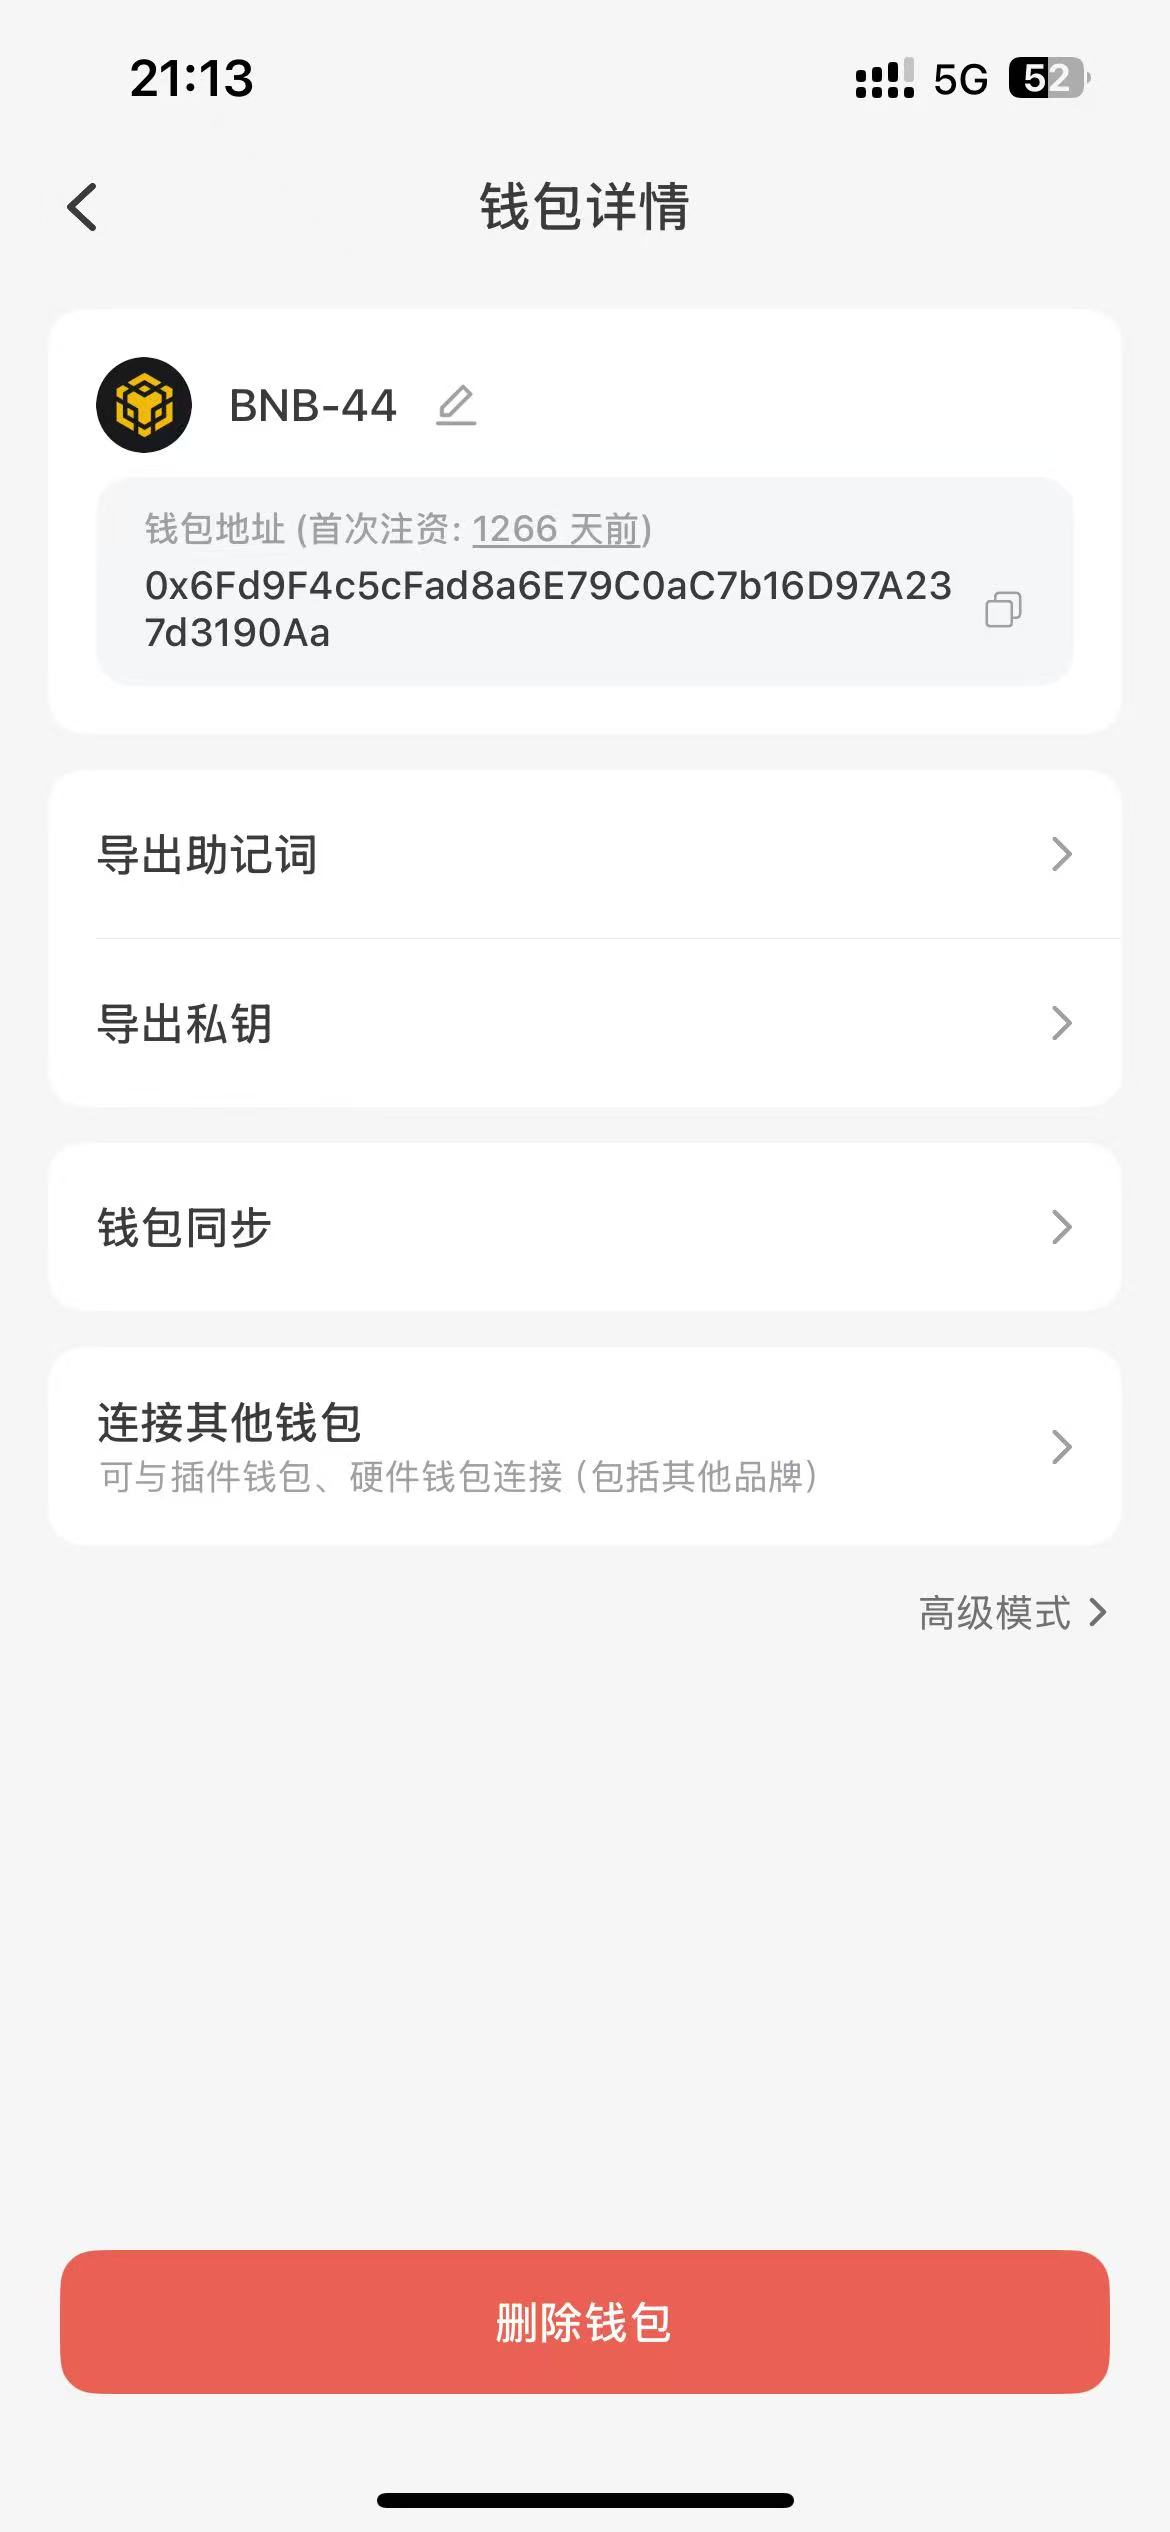 21:13
5G 52
钱包详情
BNB-44
钱包地址 (首次注资: 1266 天前)
0x6Fd9F4c5cFad8a6E79C0aC7b16D97A23
7d3190Aa
导出助记词
导出私钥
钱包同步
连接其他钱包
可与插件钱包、硬件钱包连接 (包括其他品牌)
高级模式
删除钱包